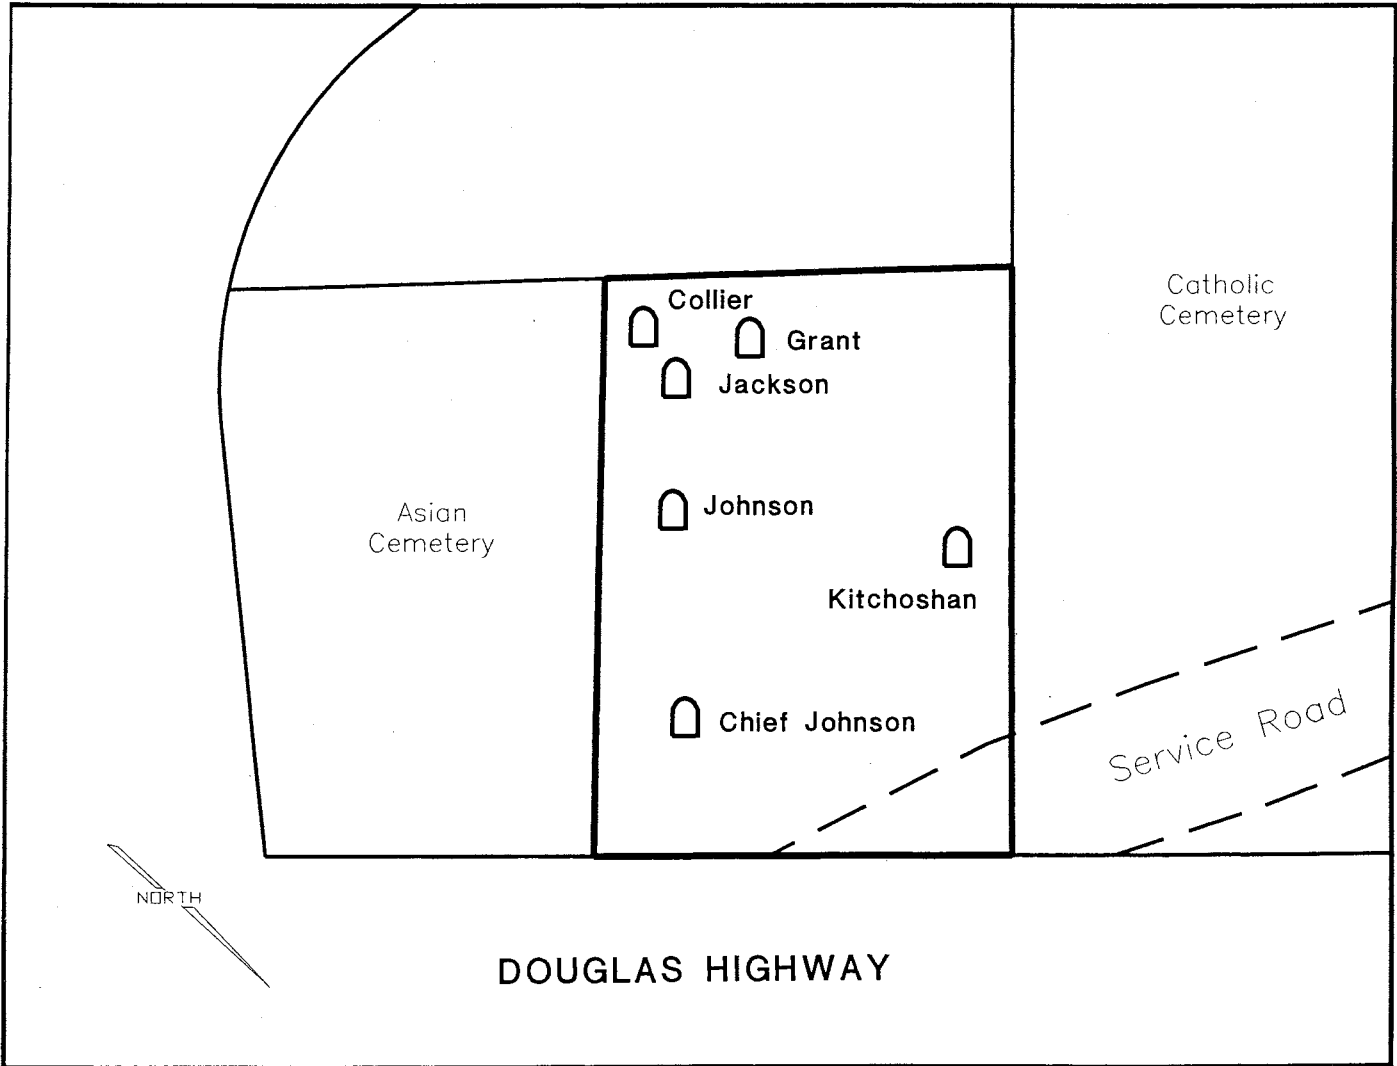 Collier
Grant
Jackson
Catholic
Cemetery
Asian
Cemetery
Johnson
Kitchoshan
Chief Johnson
Service Road
NORTH
DOUGLAS HIGHWAY